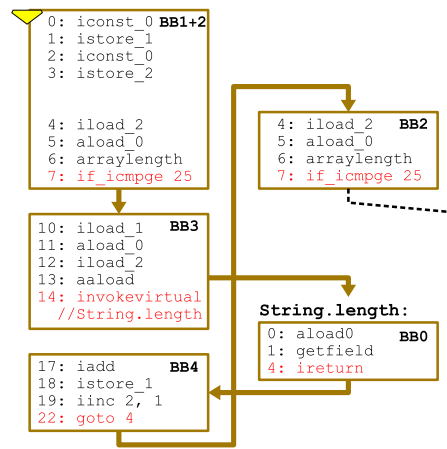 0: iconst_0 BB1+2
1: istore_1
2: iconst_0
3: istore_2
4: iload_2
5: aload_0
6: arraylength
7: if_icmpge 25
4: iload_2 BB2
5: aload_0
6: arraylength
7: if_icmpge 25
10: iload_1 BB3
11: aload_0
12: iload_2
13: aaload
14: invokevirtual
//String.length
String.length:
0: aload0 BB0
1: getfield
4: ireturn
17: iadd BB4
18: istore_1
19: iinc 2, 1
22: goto 4